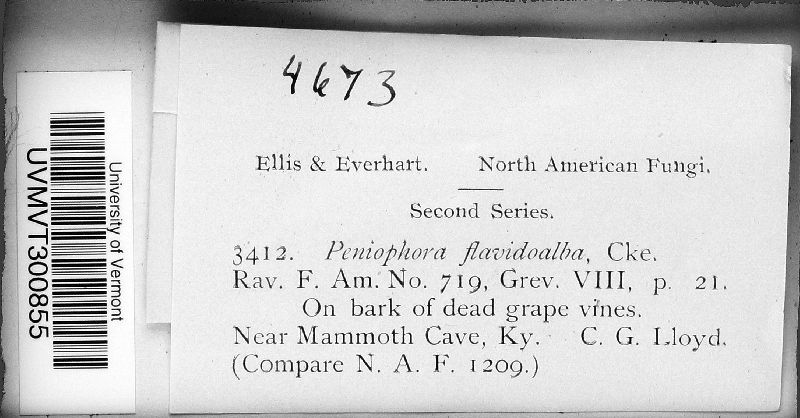 4673
Ellis & Everhart. North American Fungi.
Second Series.
3412. Peniophora flavidoalba, Cke.
Rav. F. Am. No. 719, Grev. VIII, p. 21.
On bark of dead grape vines.
Near Mammoth Cave, Ky. C. G. Lloyd.
(Compare N. A. F. 1209.)
University of Vermont
UVMVT300855